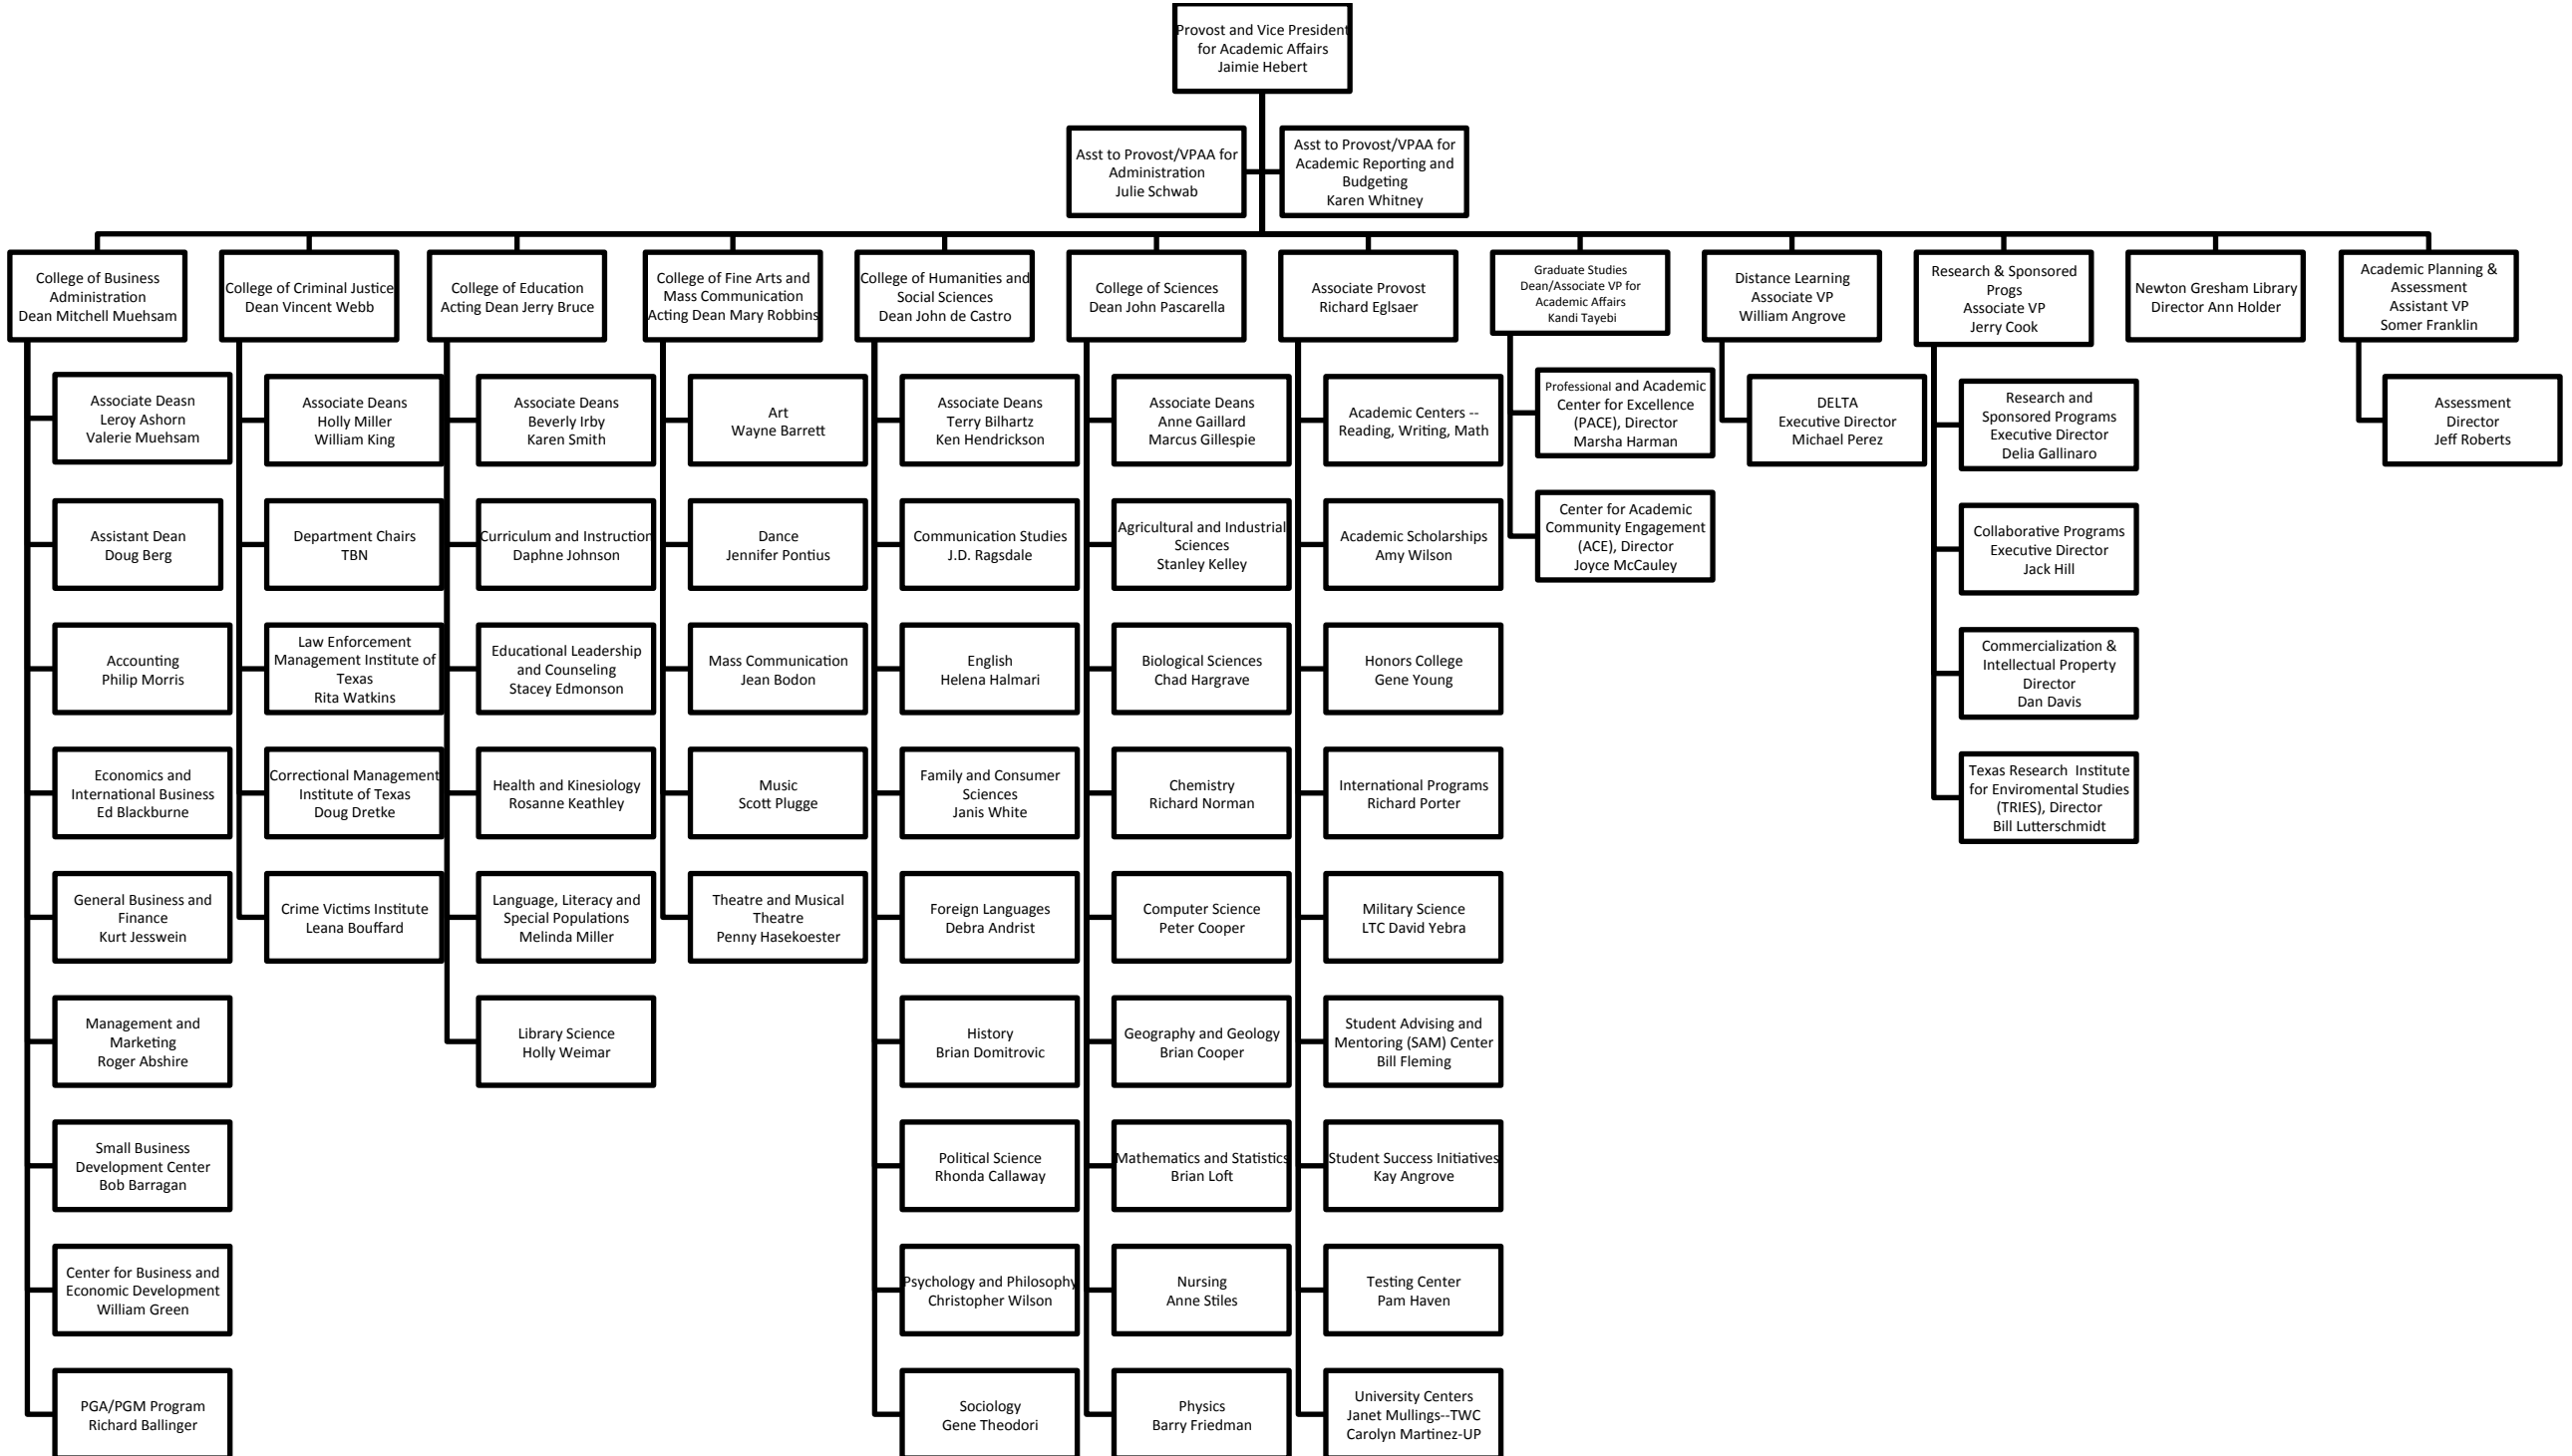 Provost and Vice President
for Academic Affairs
Jaimie Hebert
Asst to Provost/VPAA for
Administration
Julie Schwab
Asst to Provost/VPAA for
Academic Reporting and
Budgeting
Karen Whitney
College of Business
Administration
Dean Mitchell Muehsam
College of Criminal Justice
Dean Vincent Webb
College of Education
Acting Dean Jerry Bruce
College of Fine Arts and
Mass Communication
Acting Dean Mary Robbins
College of Humanities and
Social Sciences
Dean John de Castro
College of Sciences
Dean John Pascarella
Associate Provost
Richard Eglsaer
Graduate Studies
Dean/Associate VP for
Academic Affairs
Kandi Tayebi
Distance Learning
Associate VP
William Angrove
Research & Sponsored
Progs
Associate VP
Jerry Cook
Newton Gresham Library
Director Ann Holder
Academic Planning &
Assessment
Assistant VP
Somer Franklin
Associate Deasn
Leroy Ashorn
Valerie Muehsam
Assistant Dean
Doug Berg
Accounting
Philip Morris
Economics and
International Business
Ed Blackburne
General Business and
Finance
Kurt Jesswein
Management and
Marketing
Roger Abshire
Small Business
Development Center
Bob Barragan
Center for Business and
Economic Development
William Green
PGA/PGM Program
Richard Ballinger
Associate Deans
Holly Miller
William King
Department Chairs
TBN
Law Enforcement
Management Institute of
Texas
Rita Watkins
Correctional Management
Institute of Texas
Doug Dretke
Crime Victims Institute
Leana Bouffard
Associate Deans
Beverly Irby
Karen Smith
Curriculum and Instruction
Daphne Johnson
Educational Leadership
and Counseling
Stacey Edmonson
Health and Kinesiology
Rosanne Keathley
Language, Literacy and
Special Populations
Melinda Miller
Library Science
Holly Weimar
Art
Wayne Barrett
Dance
Jennifer Pontius
Mass Communication
Jean Bodon
Music
Scott Plugge
Theatre and Musical
Theatre
Penny Hasekoester
Associate Deans
Terry Bilhartz
Ken Hendrickson
Communication Studies
J.D. Ragsdale
English
Helena Halmari
Family and Consumer
Sciences
Janis White
Foreign Languages
Debra Andrist
History
Brian Domitrovic
Political Science
Rhonda Callaway
Psychology and Philosophy
Christopher Wilson
Sociology
Gene Theodori
Associate Deans
Anne Gaillard
Marcus Gillespie
Agricultural and Industrial
Sciences
Stanley Kelley
Biological Sciences
Chad Hargrave
Chemistry
Richard Norman
Computer Science
Peter Cooper
Geography and Geology
Brian Cooper
Mathematics and Statistics
Brian Loft
Nursing
Anne Stiles
Physics
Barry Friedman
Academic Centers --
Reading, Writing, Math
Academic Scholarships
Amy Wilson
Honors College
Gene Young
International Programs
Richard Porter
Military Science
LTC David Yebra
Student Advising and
Mentoring (SAM) Center
Bill Fleming
Student Success Initiatives
Kay Angrove
Testing Center
Pam Haven
University Centers
Janet Mullings--TWC
Carolyn Martinez-UP
Professional and Academic
Center for Excellence
(PACE), Director
Marsha Harman
Center for Academic
Community Engagement
(ACE), Director
Joyce McCauley
DELTA
Executive Director
Michael Perez
Research and
Sponsored Programs
Executive Director
Delia Gallinaro
Collaborative Programs
Executive Director
Jack Hill
Commercialization &
Intellectual Property
Director
Dan Davis
Texas Research Institute
for Enviromental Studies
(TRIES), Director
Bill Lutterschmidt
Assessment
Director
Jeff Roberts